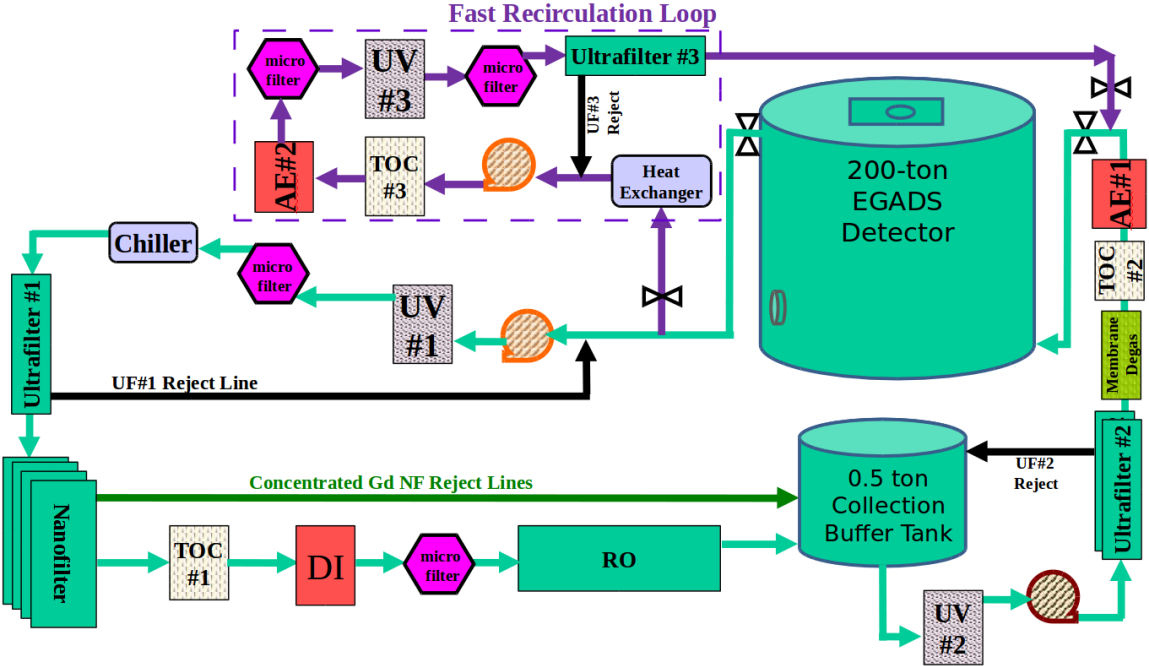 Fast Recirculation Loop
micro
filter
UV
#3
micro
filter
Ultrafilter #3
UF#3
Reject
AE#2
TOC
#3
Heat
Exchanger
200-ton
EGADS
Detector
AE#1
TOC
#2
Membrane
Degas
Chiller
micro
filter
UV
#1
Ultrafilter #1
UF#1 Reject Line
Ultrafilter #2
UF#2
Reject
0.5 ton
Collection
Buffer Tank
Concentrated Gd NF Reject Lines
Nanofilter
TOC
#1
DI
micro
filter
RO
UV
#2